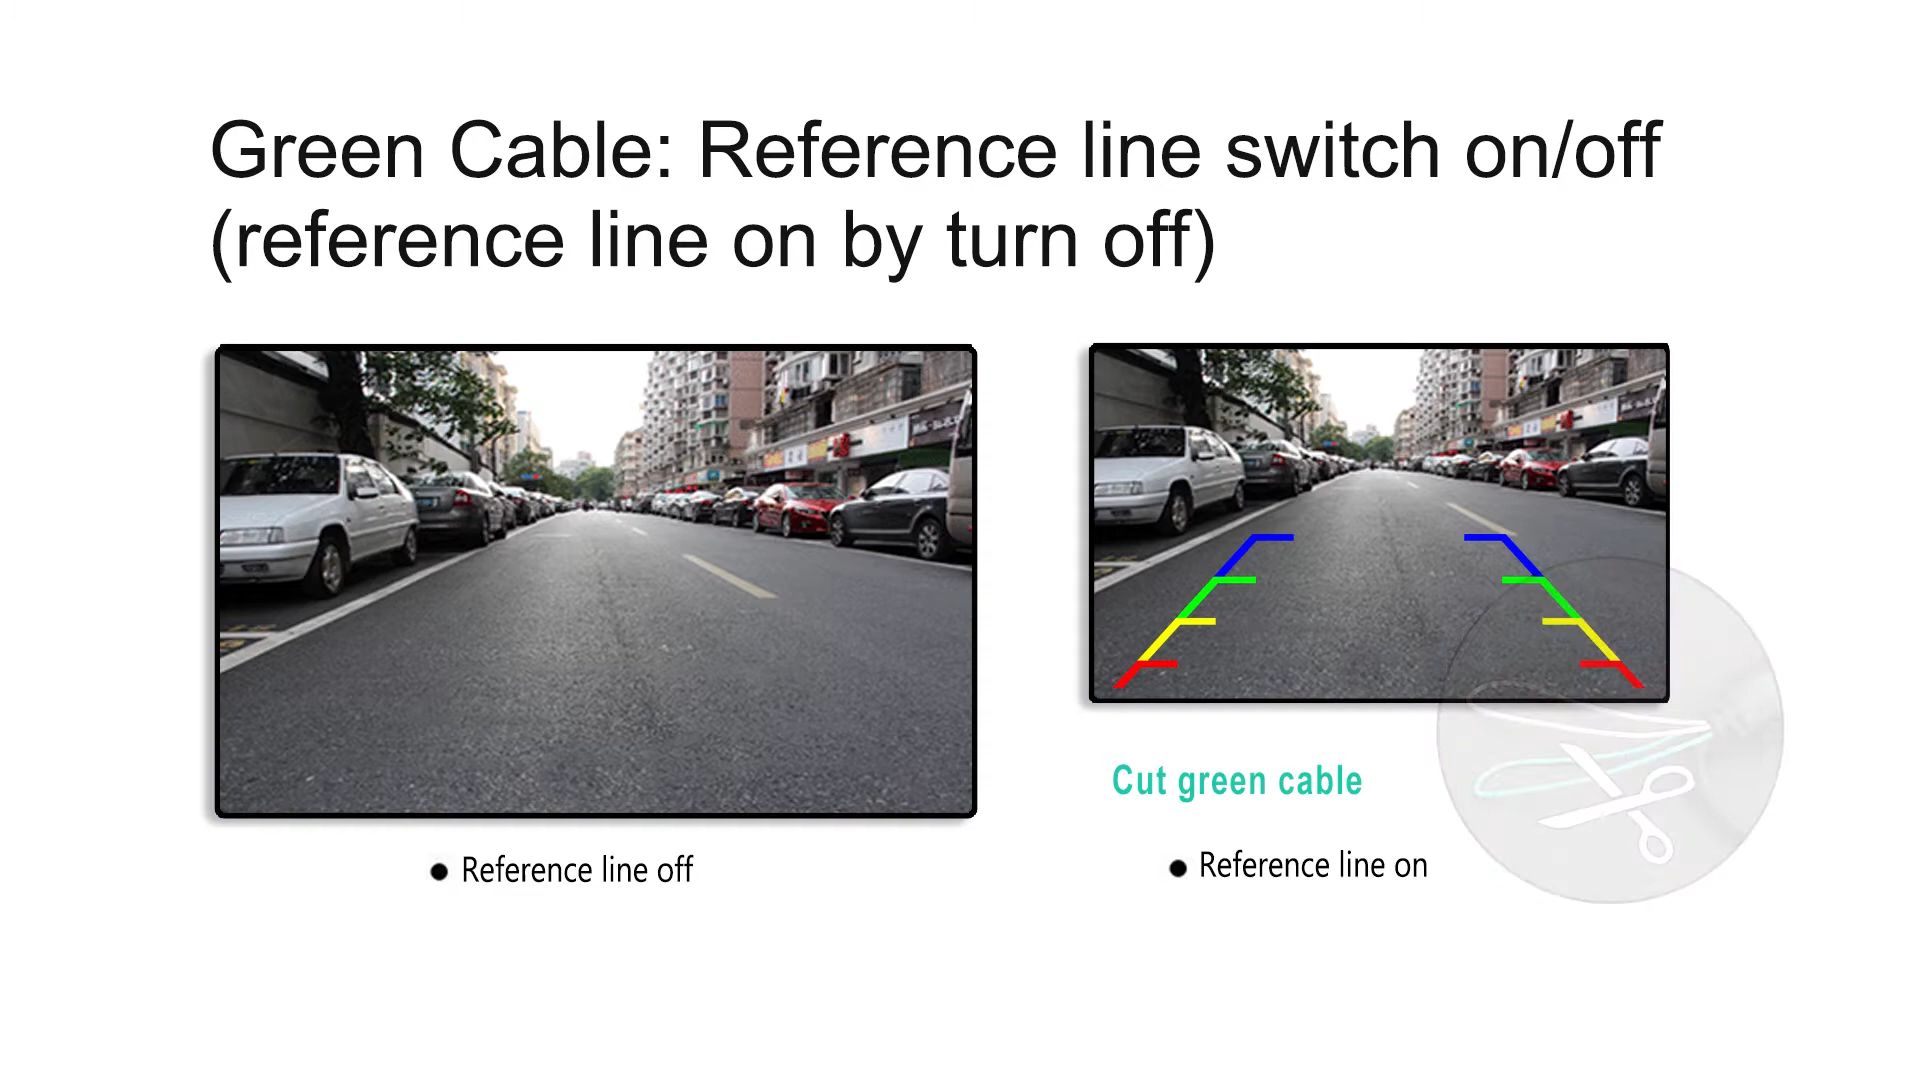 Green Cable: Reference line switch on/off
(reference line on by turn off)
Cut green cable
Reference line off
Reference line on